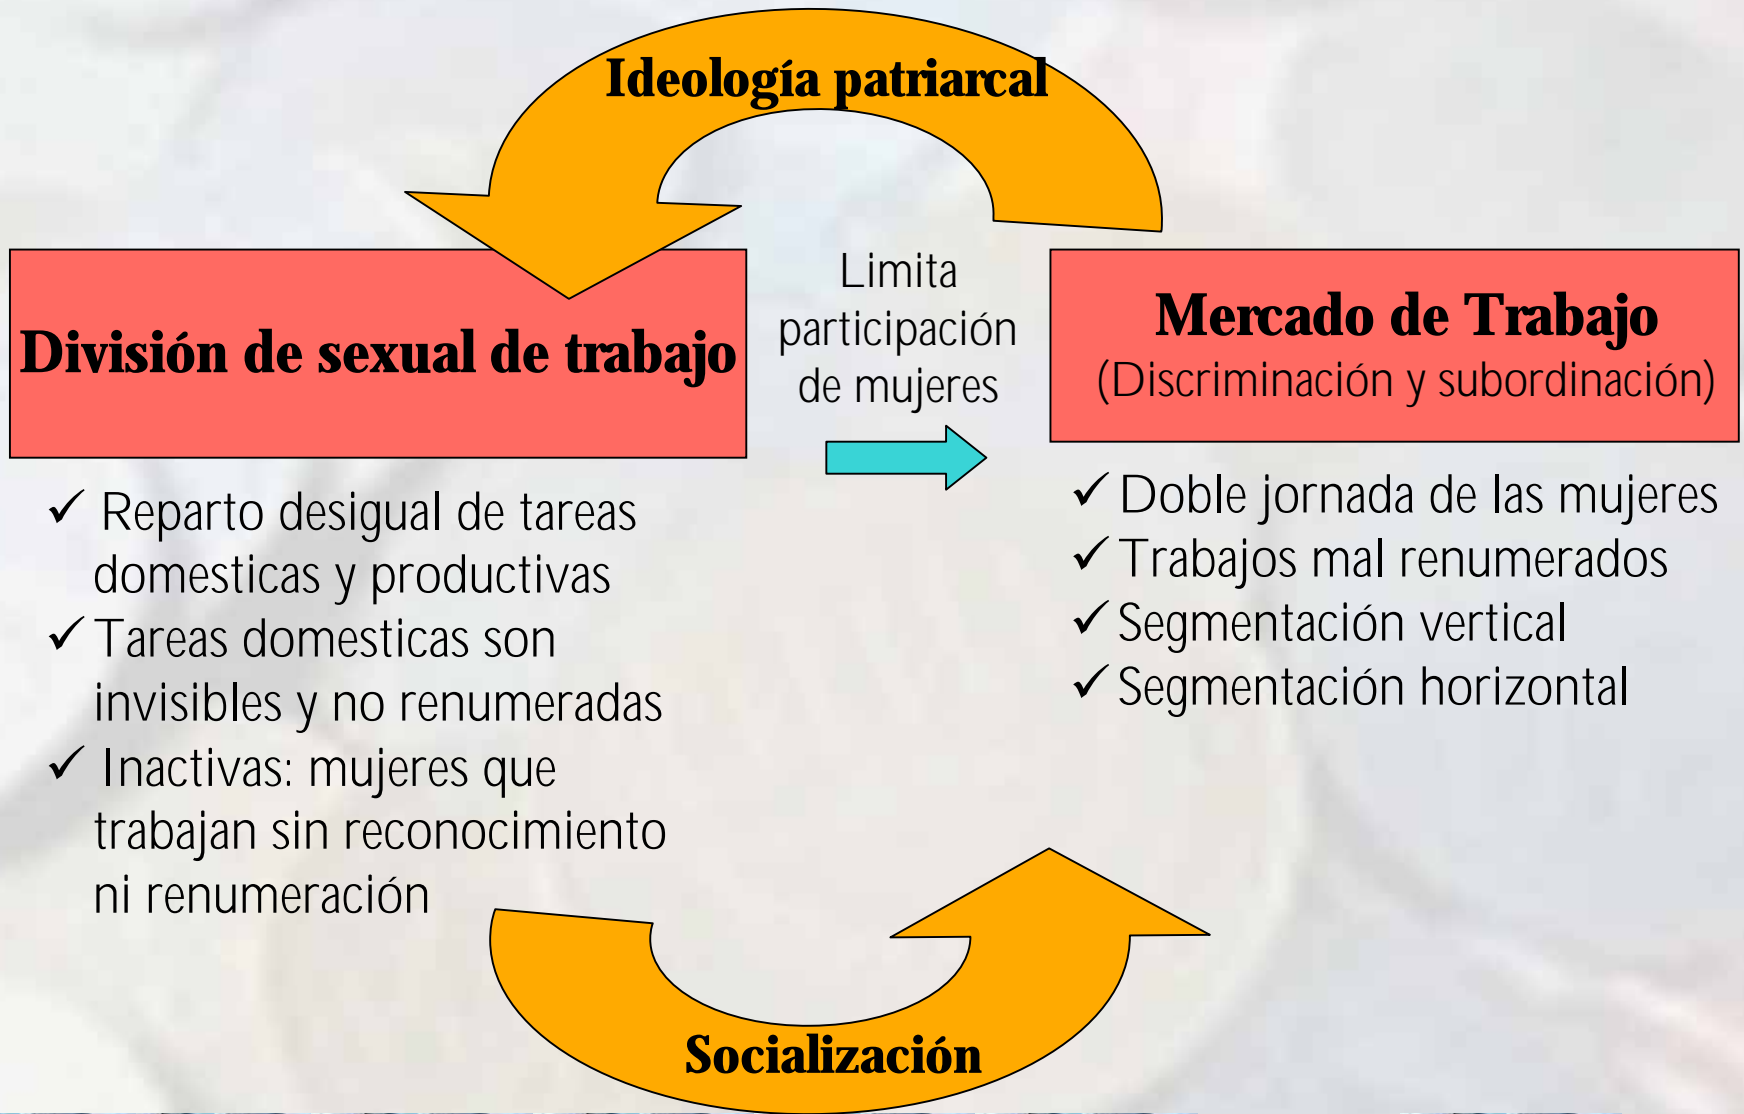 Ideología patriarcal
División de sexual de trabajo
Limita
participación
de mujeres
Mercado de Trabajo
(Discriminación y subordinación)
✓ Reparto desigual de tareas
domesticas y productivas
✓ Tareas domesticas son
invisibles y no renumeradas
✓ Inactivas: mujeres que
trabajan sin reconocimiento
ni renumeración
✓ Doble jornada de las mujeres
✓ Trabajos mal renumerados
✓ Segmentación vertical
✓ Segmentación horizontal
Socialización